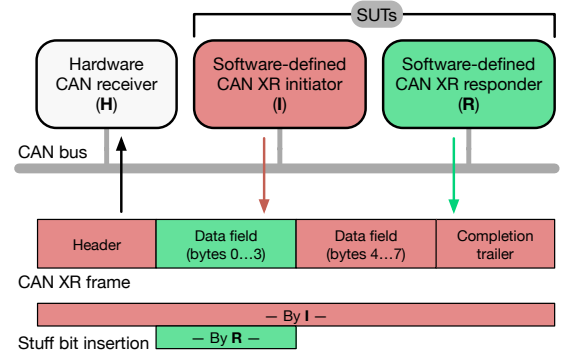 SUTs
Hardware
CAN receiver
(H)
Software-defined
CAN XR initiator
(I)
Software-defined
CAN XR responder
(R)
CAN bus
Header
Data field
(bytes 0...3)
Data field
(bytes 4...7)
Completion
trailer
CAN XR frame
— By I —
— By R —
Stuff bit insertion